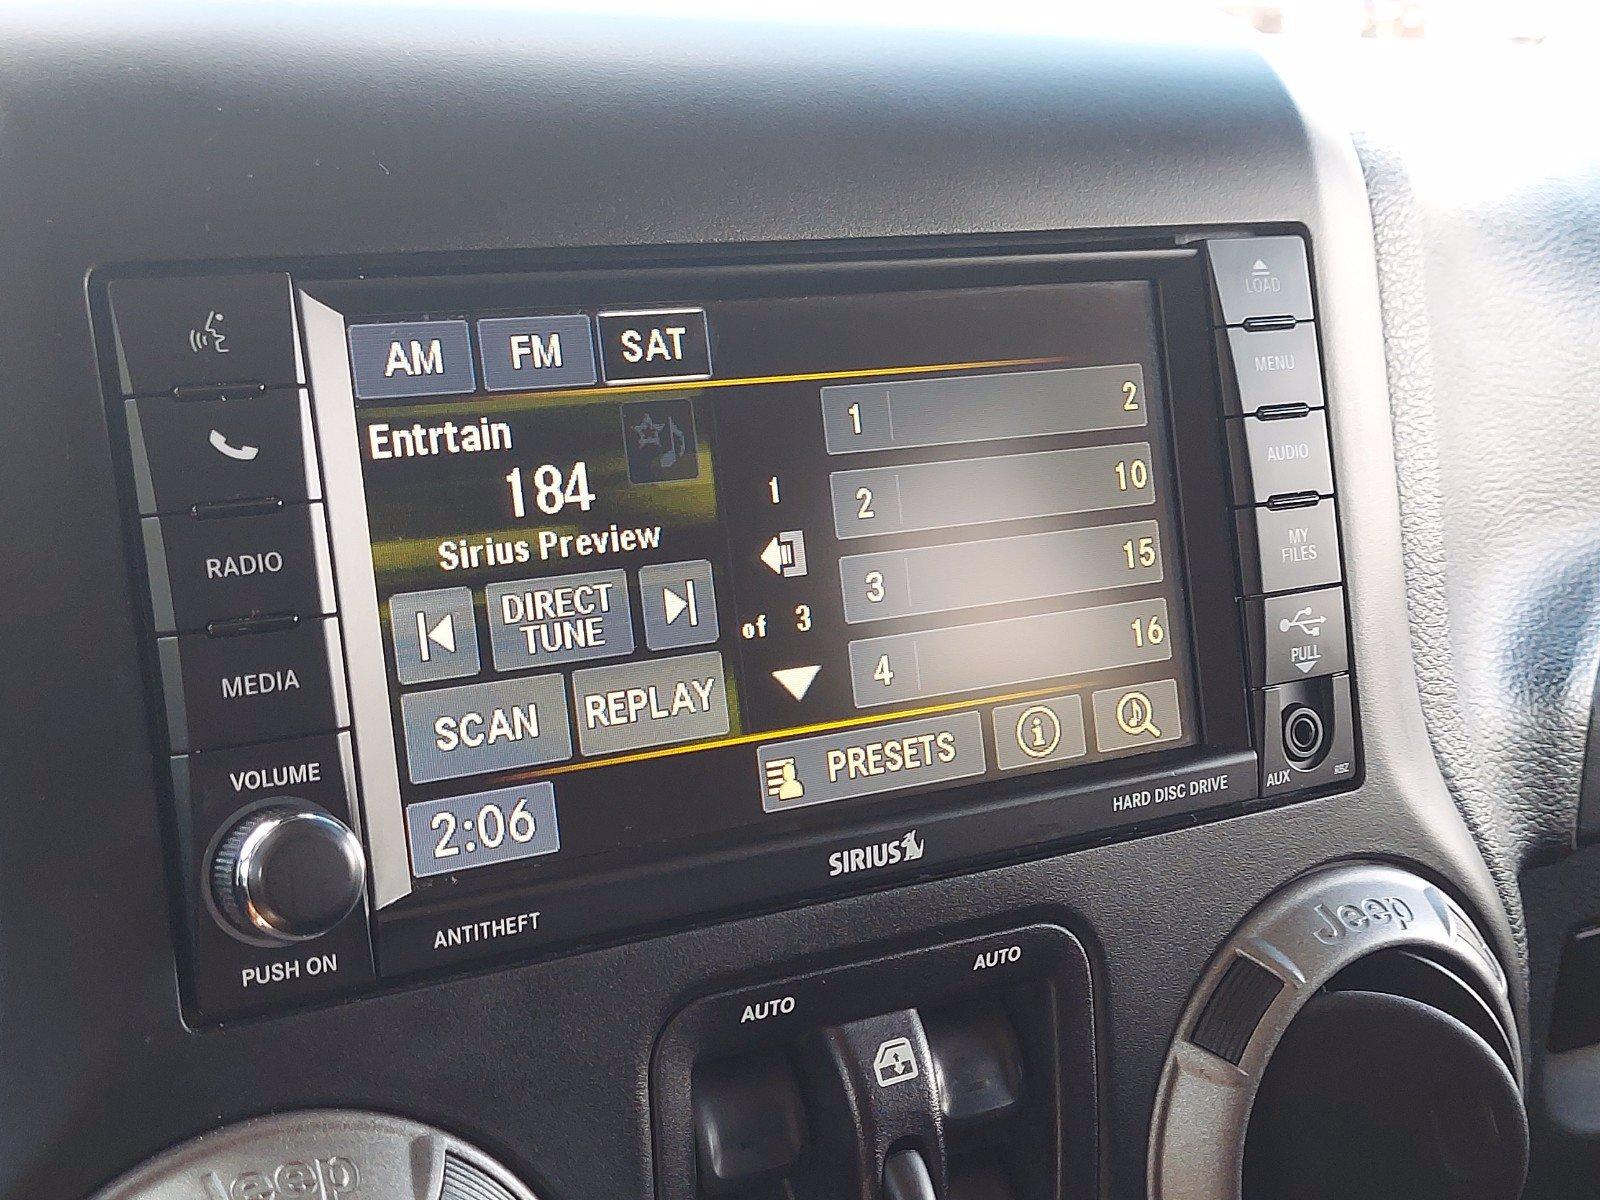 AM FM SAT
Entrtain
184
Sirius Preview
DIRECT
TUNE
SCAN REPLAY
2:06
1
of 3
1 2
2 10
3 15
4 16
PRESETS
RADIO
MEDIA
VOLUME
PUSH ON
ANTITHEFT
SIRIUS
HARD DISC DRIVE
LOAD
MENU
AUDIO
MY
FILES
PULL
AUX
RBZ
AUTO
AUTO
Jeep
Jeep